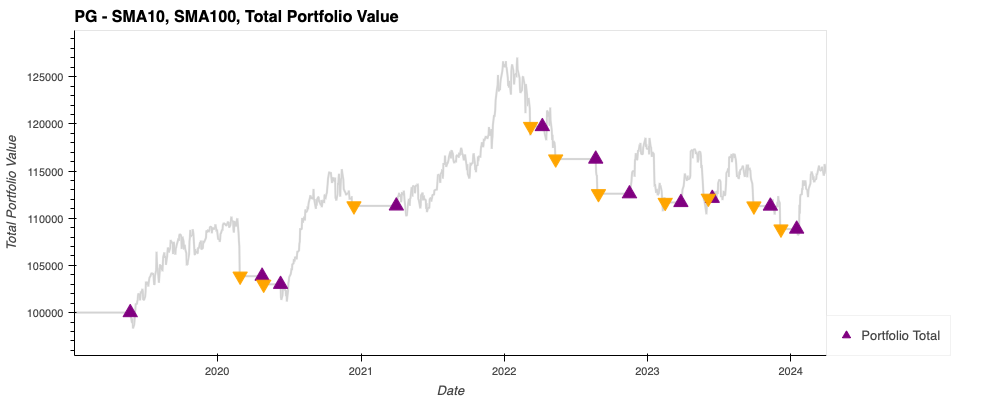 PG - SMA10, SMA100, Total Portfolio Value
Total Portfolio Value
125000
120000
115000
110000
105000
100000
2020
2021
2022
2023
2024
Date
Portfolio Total